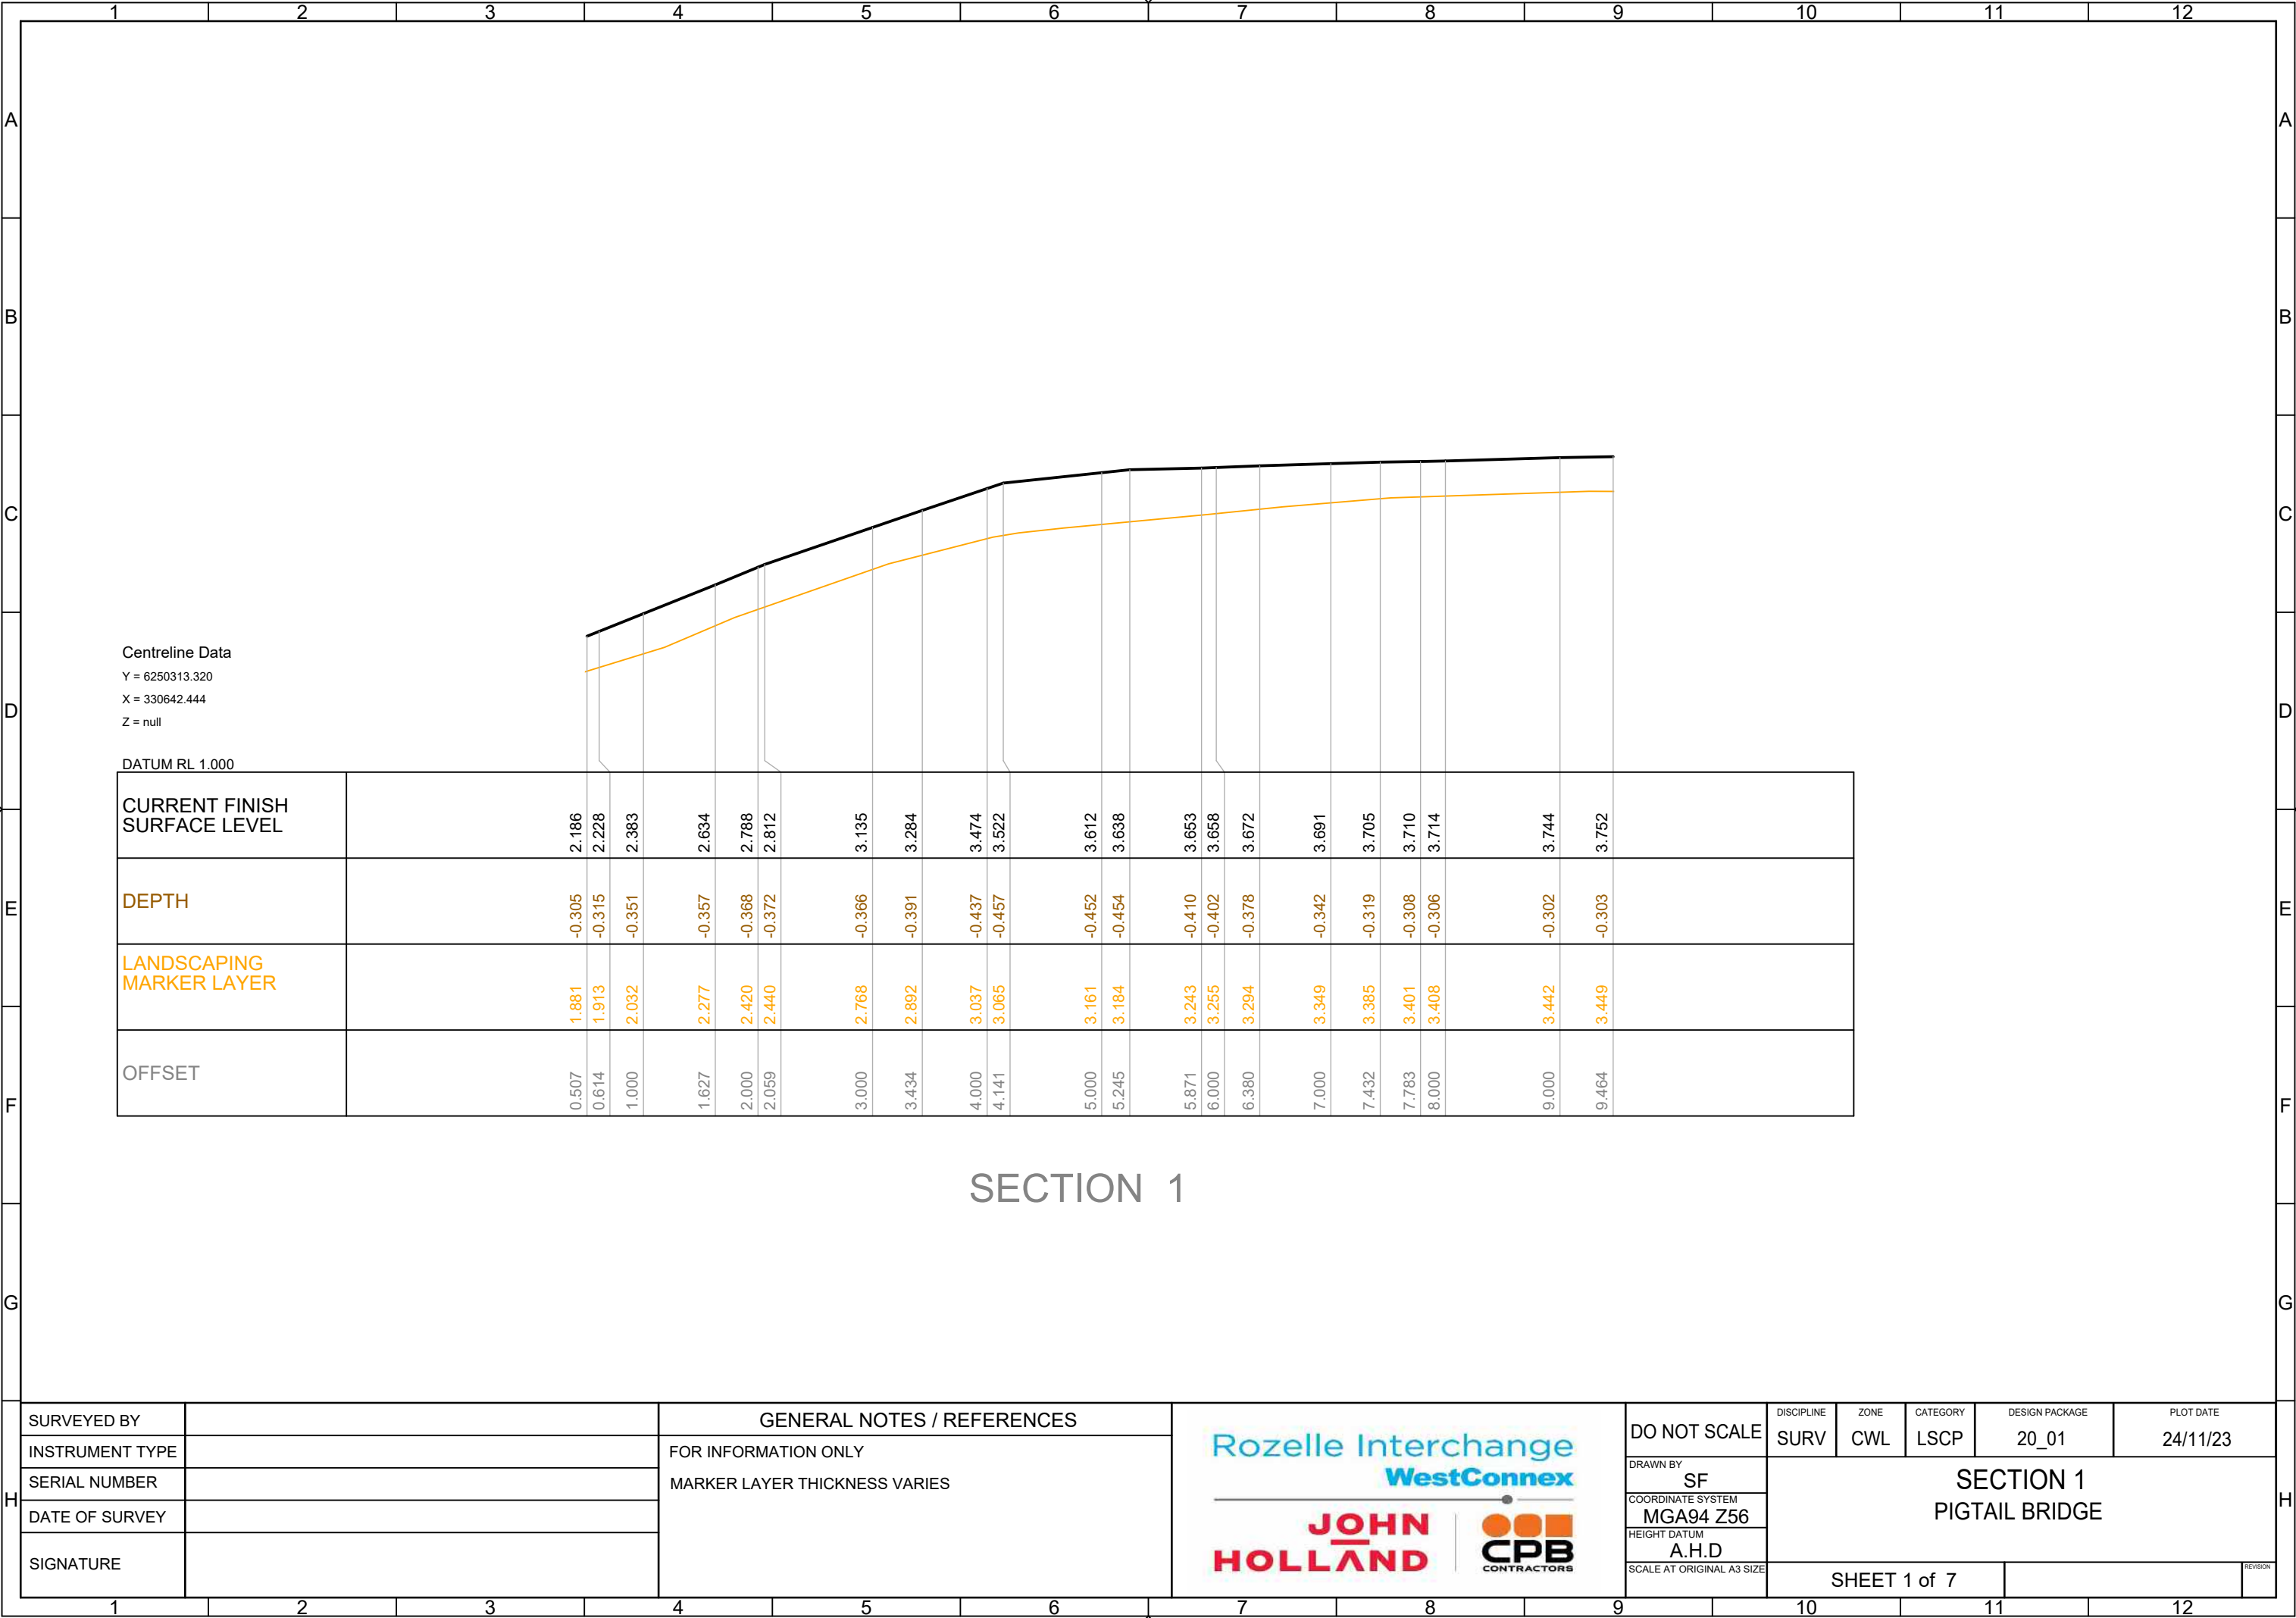 1 2 3 4 5 6 7 8 9 10 11 12
A A
B B
C C
D D
E E
F F
G G
H H
Centreline Data
Y = 6250313.320
X = 330642.444
Z = null
DATUM RL 1.000
CURRENT FINISH
SURFACE LEVEL
2.186 2.228 2.383 2.634 2.788 2.812 3.135 3.284 3.474 3.522 3.612 3.638 3.653 3.658 3.672 3.691 3.705 3.710 3.714 3.744 3.752
DEPTH
-0.305 -0.315 -0.351 -0.357 -0.368 -0.372 -0.366 -0.391 -0.437 -0.457 -0.452 -0.454 -0.410 -0.402 -0.378 -0.342 -0.319 -0.308 -0.306 -0.302 -0.303
LANDSCAPING
MARKER LAYER
1.881 1.913 2.032 2.277 2.420 2.440 2.768 2.892 3.037 3.065 3.161 3.184 3.243 3.255 3.294 3.349 3.385 3.401 3.408 3.442 3.449
OFFSET
0.507 0.614 1.000 1.627 2.000 2.059 3.000 3.434 4.000 4.141 5.000 5.245 5.871 6.000 6.380 7.000 7.432 7.783 8.000 9.000 9.464
SECTION 1
SURVEYED BY
INSTRUMENT TYPE
SERIAL NUMBER
DATE OF SURVEY
SIGNATURE
GENERAL NOTES / REFERENCES
FOR INFORMATION ONLY
MARKER LAYER THICKNESS VARIES
Rozelle Interchange
WestConnex
JOHN
HOLLAND
CPB
CONTRACTORS
DO NOT SCALE
DISCIPLINE
SURV
ZONE
CWL
CATEGORY
LSCP
DESIGN PACKAGE
20_01
PLOT DATE
24/11/23
DRAWN BY
SF
COORDINATE SYSTEM
MGA94 Z56
HEIGHT DATUM
A.H.D
SCALE AT ORIGINAL A3 SIZE
SECTION 1
PIGTAIL BRIDGE
SHEET 1 of 7
REVISION
1 2 3 4 5 6 7 8 9 10 11 12